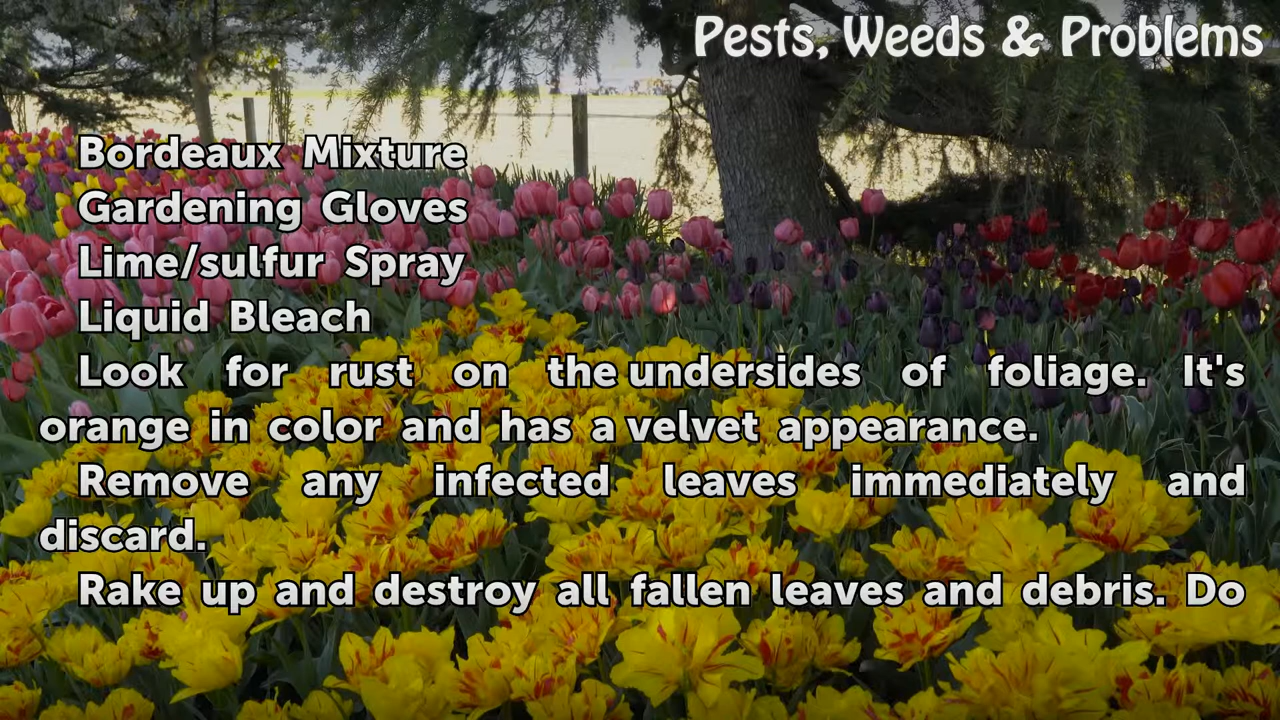 Pests, Weeds & Problems
Bordeaux Mixture
Gardening Gloves
Lime/sulfur Spray
Liquid Bleach
Look for rust on the undersides of foliage. It's
orange in color and has a velvet appearance.
Remove any infected leaves immediately and
discard.
Rake up and destroy all fallen leaves and debris. Do